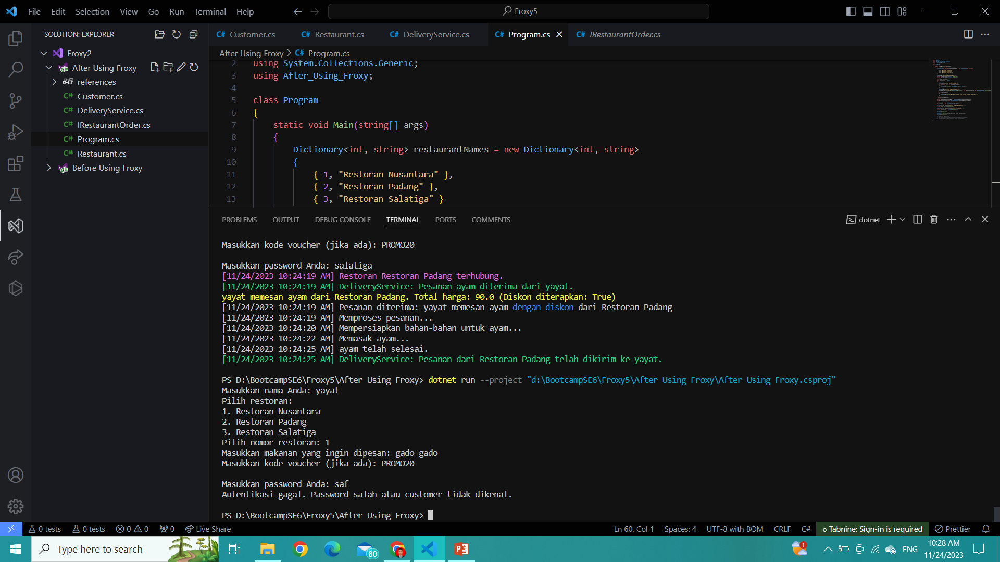 File Edit Selection View Go Run Terminal Help
Froxy5
SOLUTION: EXPLORER
Froxy2
After Using Froxy
references
C# Customer.cs
C# DeliveryService.cs
C# IRestaurantOrder.cs
C# Program.cs
C# Restaurant.cs
Before Using Froxy
C# Customer.cs C# Restaurant.cs C# DeliveryService.cs C# Program.cs C# IRestaurantOrder.cs
After Using Froxy > C# Program.cs
2 using System.Collections.Generic;
3 using After_Using_Froxy;
4
5 class Program
6 {
7 static void Main(string[] args)
8 {
9 Dictionary<int, string> restaurantNames = new Dictionary<int, string>
10 {
11 { 1, "Restoran Nusantara" },
12 { 2, "Restoran Padang" },
13 { 3, "Restoran Salatiga" }
PROBLEMS OUTPUT DEBUG CONSOLE TERMINAL PORTS COMMENTS
dotnet
Masukkan kode voucher (jika ada): PROMO20
Masukkan password Anda: salatiga
[11/24/2023 10:24:19 AM] Restoran Restoran Padang terhubung.
[11/24/2023 10:24:19 AM] DeliveryService: Pesanan ayam diterima dari yayat.
yayat memesan ayam dari Restoran Padang. Total harga: 90.0 (Diskon diterapkan: True)
[11/24/2023 10:24:19 AM] Pesanan diterima: yayat memesan ayam dengan diskon dari Restoran Padang
[11/24/2023 10:24:19 AM] Memproses pesanan...
[11/24/2023 10:24:20 AM] Mempersiapkan bahan-bahan untuk ayam...
[11/24/2023 10:24:22 AM] Memasak ayam...
[11/24/2023 10:24:25 AM] ayam telah selesai.
[11/24/2023 10:24:25 AM] DeliveryService: Pesanan dari Restoran Padang telah dikirim ke yayat.
PS D:\BootcampSE6\Froxy5\After Using Froxy> dotnet run --project "d:\BootcampSE6\Froxy5\After Using Froxy\After Using Froxy.csproj"
Masukkan nama Anda: yayat
Pilih restoran:
1. Restoran Nusantara
2. Restoran Padang
3. Restoran Salatiga
Pilih nomor restoran: 1
Masukkan makanan yang ingin dipesan: gado gado
Masukkan kode voucher (jika ada): PROMO20
Masukkan password Anda: saf
Autentikasi gagal. Password salah atau customer tidak dikenal.
PS D:\BootcampSE6\Froxy5\After Using Froxy>
0 tests 0 tests 0 0 0 Live Share
Ln 60, Col 1 Spaces: 4 UTF-8 with BOM CRLF C# Tabnine: Sign-in is required Prettier
Type here to search
80
1
ENG
10:28 AM
11/24/2023